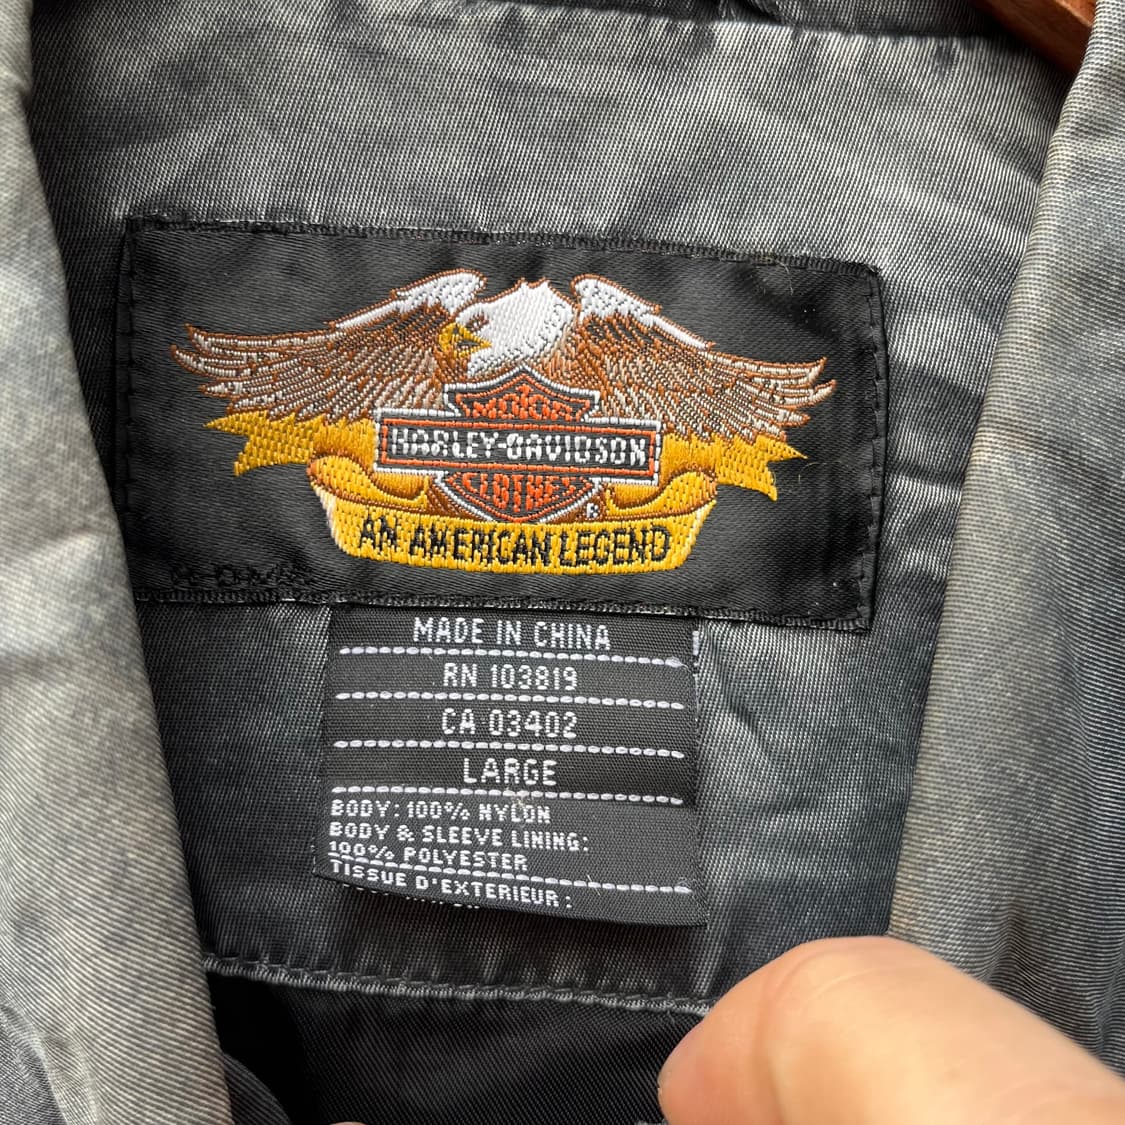 MOTOR
HARLEY-DAVIDSON
CLOTHES
®
AN AMERICAN LEGEND
MADE IN CHINA
RN 103819
CA 03402
LARGE
BODY: 100% NYLON
BODY & SLEEVE LINING:
100% POLYESTER
TISSUE D'EXTERIEUR: